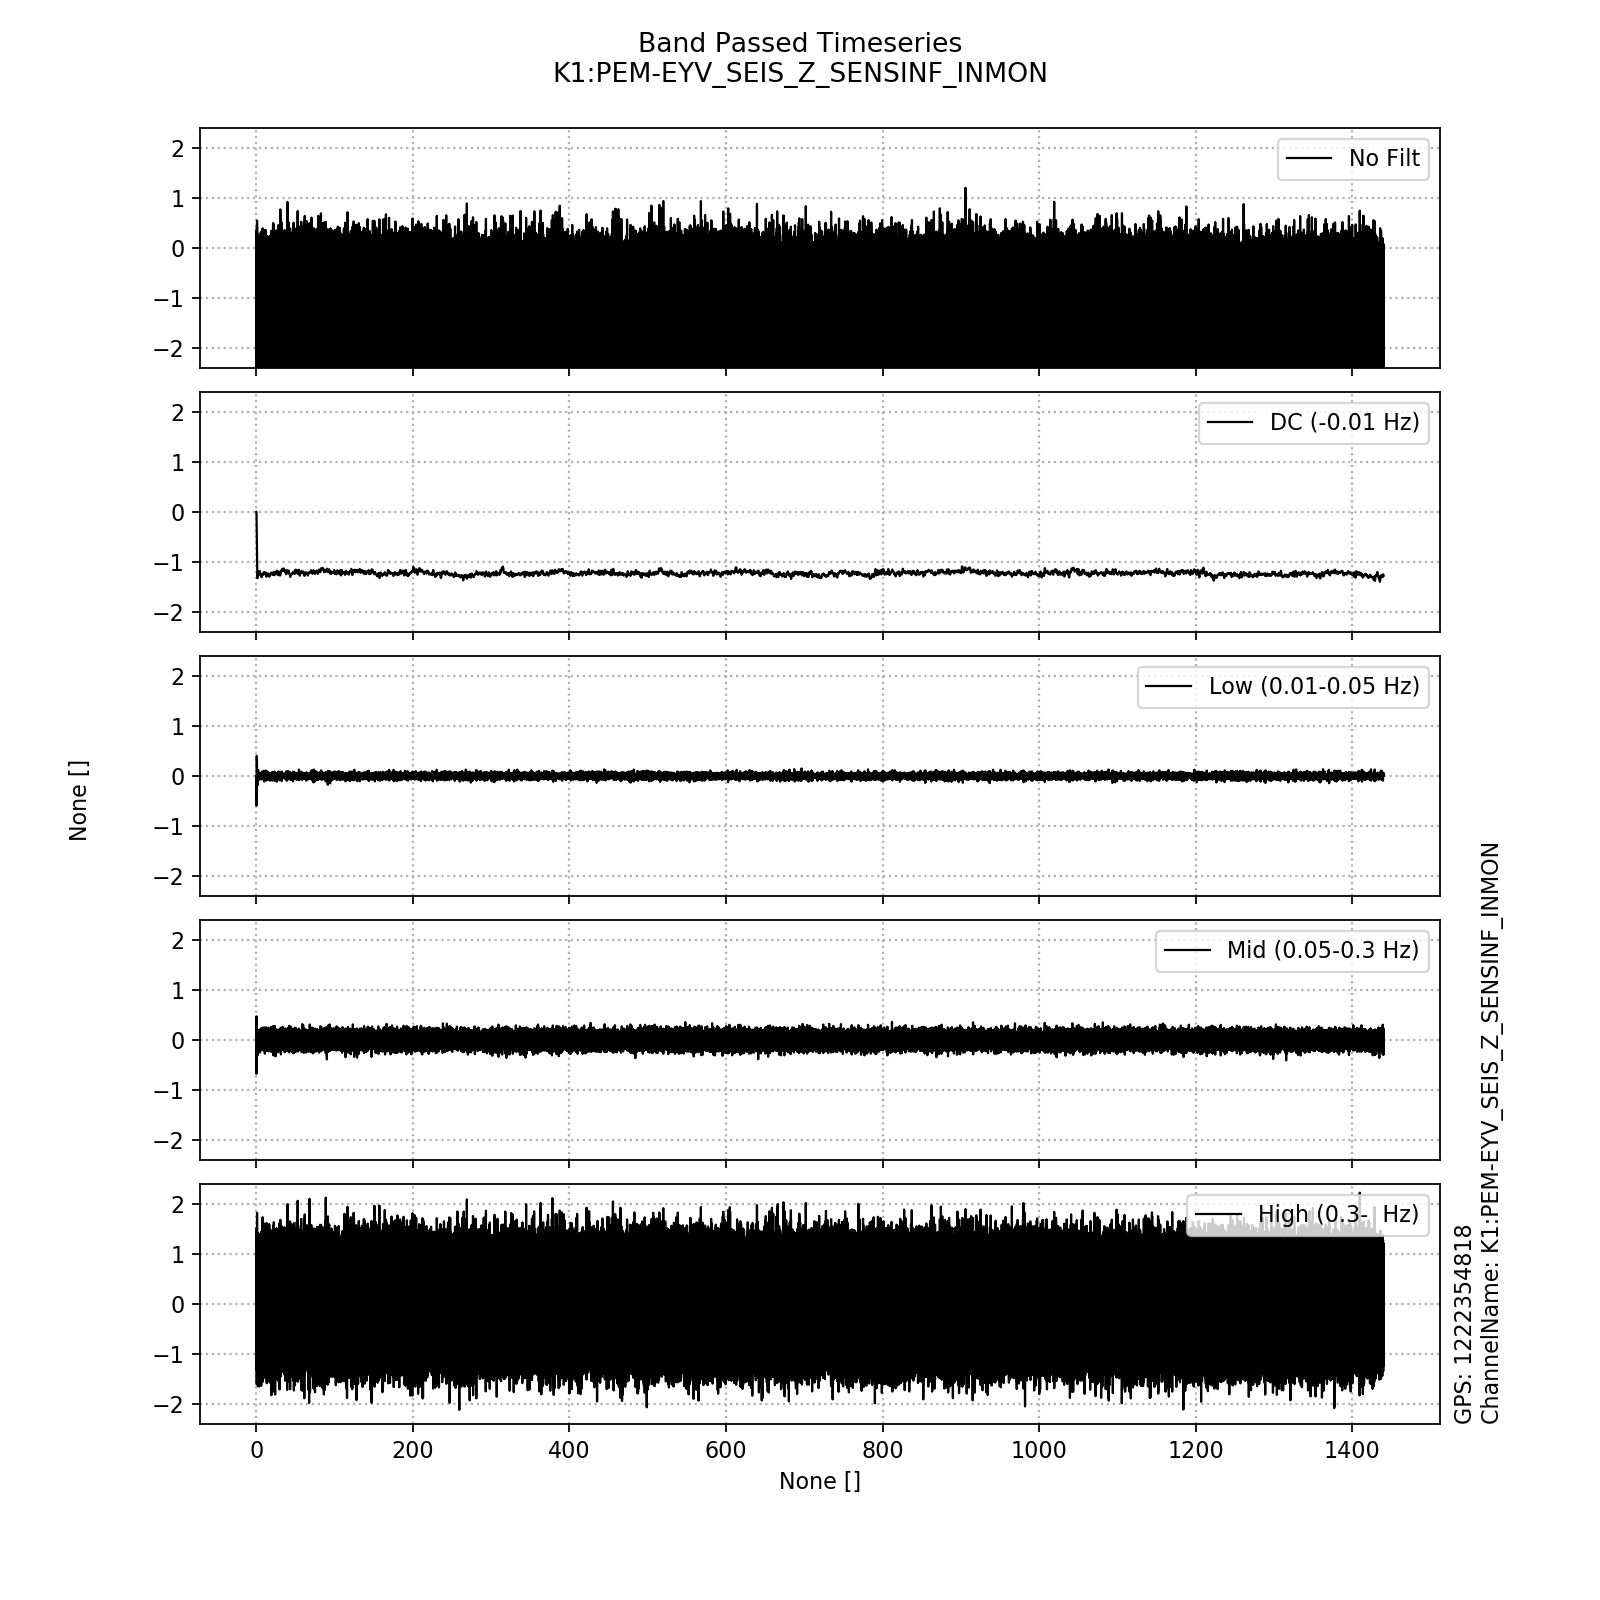 Band Passed Timeseries
K1:PEM-EYV_SEIS_Z_SENSINF_INMON
2
1
0
−1
−2
No Filt
2
1
0
−1
−2
DC (-0.01 Hz)
2
1
0
−1
−2
Low (0.01-0.05 Hz)
None []
2
1
0
−1
−2
Mid (0.05-0.3 Hz)
2
1
0
−1
−2
High (0.3-  Hz)
0 200 400 600 800 1000 1200 1400
None []
GPS: 1222354818
ChannelName: K1:PEM-EYV_SEIS_Z_SENSINF_INMON